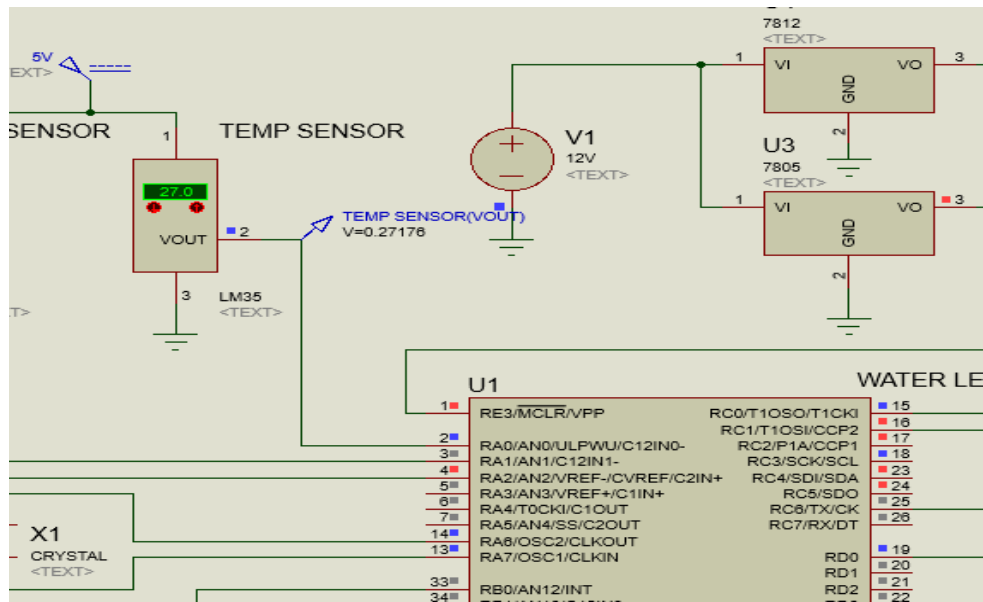 7812
<TEXT>
1
VI
VO
3
GND
2
5V
EXT>
SENSOR
TEMP SENSOR
1
27.0
VOUT
2
3
LM35
<TEXT>
T>
TEMP SENSOR(VOUT)
V=0.27176
V1
12V
<TEXT>
U3
7805
<TEXT>
1
VI
VO
3
GND
2
U1
WATER LE
1
RE3/MCLR/VPP
2
RA0/AN0/ULPWU/C12IN0-
3
RA1/AN1/C12IN1-
4
RA2/AN2/VREF-/CVREF/C2IN+
5
RA3/AN3/VREF+/C1IN+
6
RA4/T0CKI/C1OUT
7
RA5/AN4/SS/C2OUT
14
RA6/OSC2/CLKOUT
13
RA7/OSC1/CLKIN
33
RB0/AN12/INT
34
RC0/T1OSO/T1CKI
15
RC1/T1OSI/CCP2
16
RC2/P1A/CCP1
17
RC3/SCK/SCL
18
RC4/SDI/SDA
23
RC5/SDO
24
RC6/TX/CK
25
RC7/RX/DT
26
RD0
19
RD1
20
RD2
21
22
X1
CRYSTAL
<TEXT>